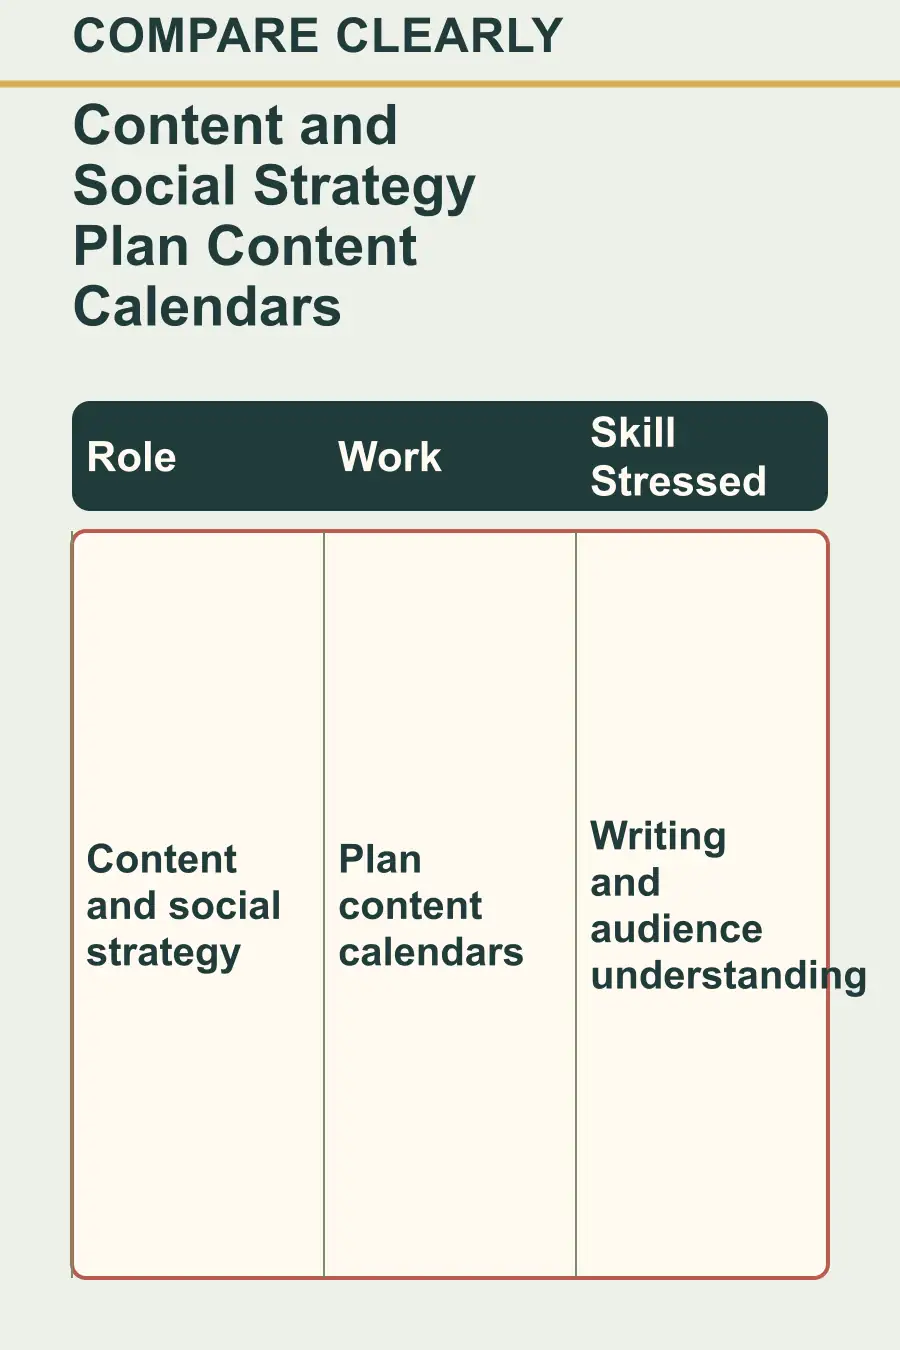 COMPARE CLEARLY
Content and
Social Strategy
Plan Content
Calendars
Role
Work
Skill
Stressed
Content
and social
strategy
Plan
content
calendars
Writing
and
audience
understanding